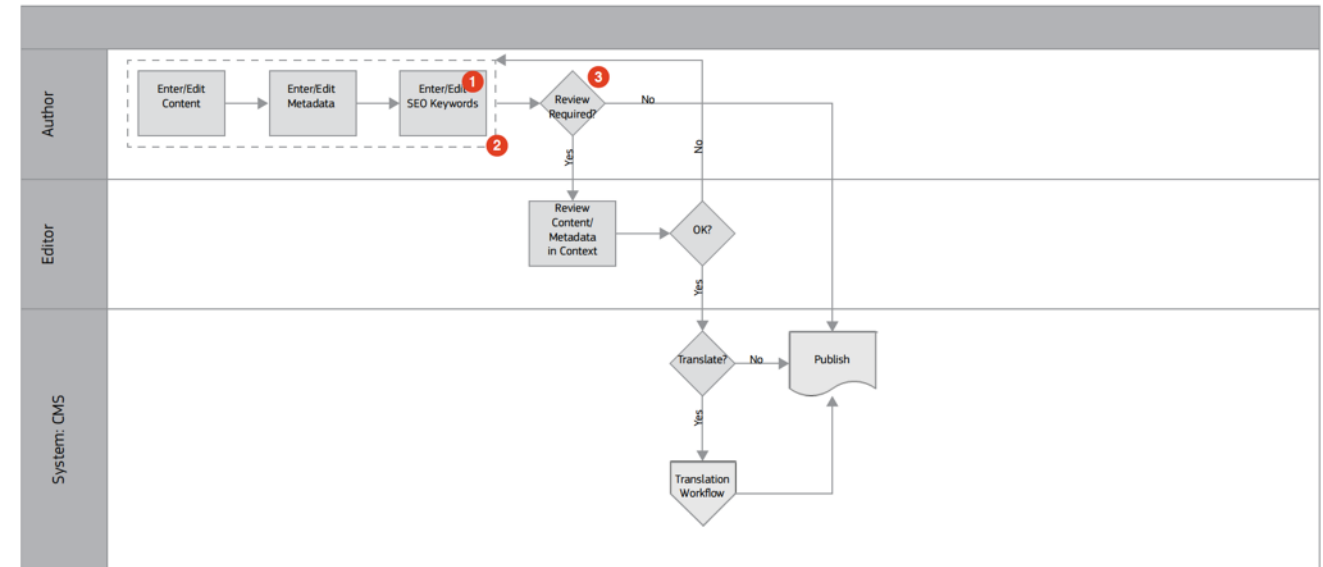 Author
Enter/Edit
Content
Enter/Edit
Metadata
Enter/Edit
SEO Keywords
1
2
3
Review
Required?
No
Yes
No
Editor
Review
Content/
Metadata
in Context
OK?
Yes
System: CMS
Translate?
No
Publish
Yes
Translation
Workflow